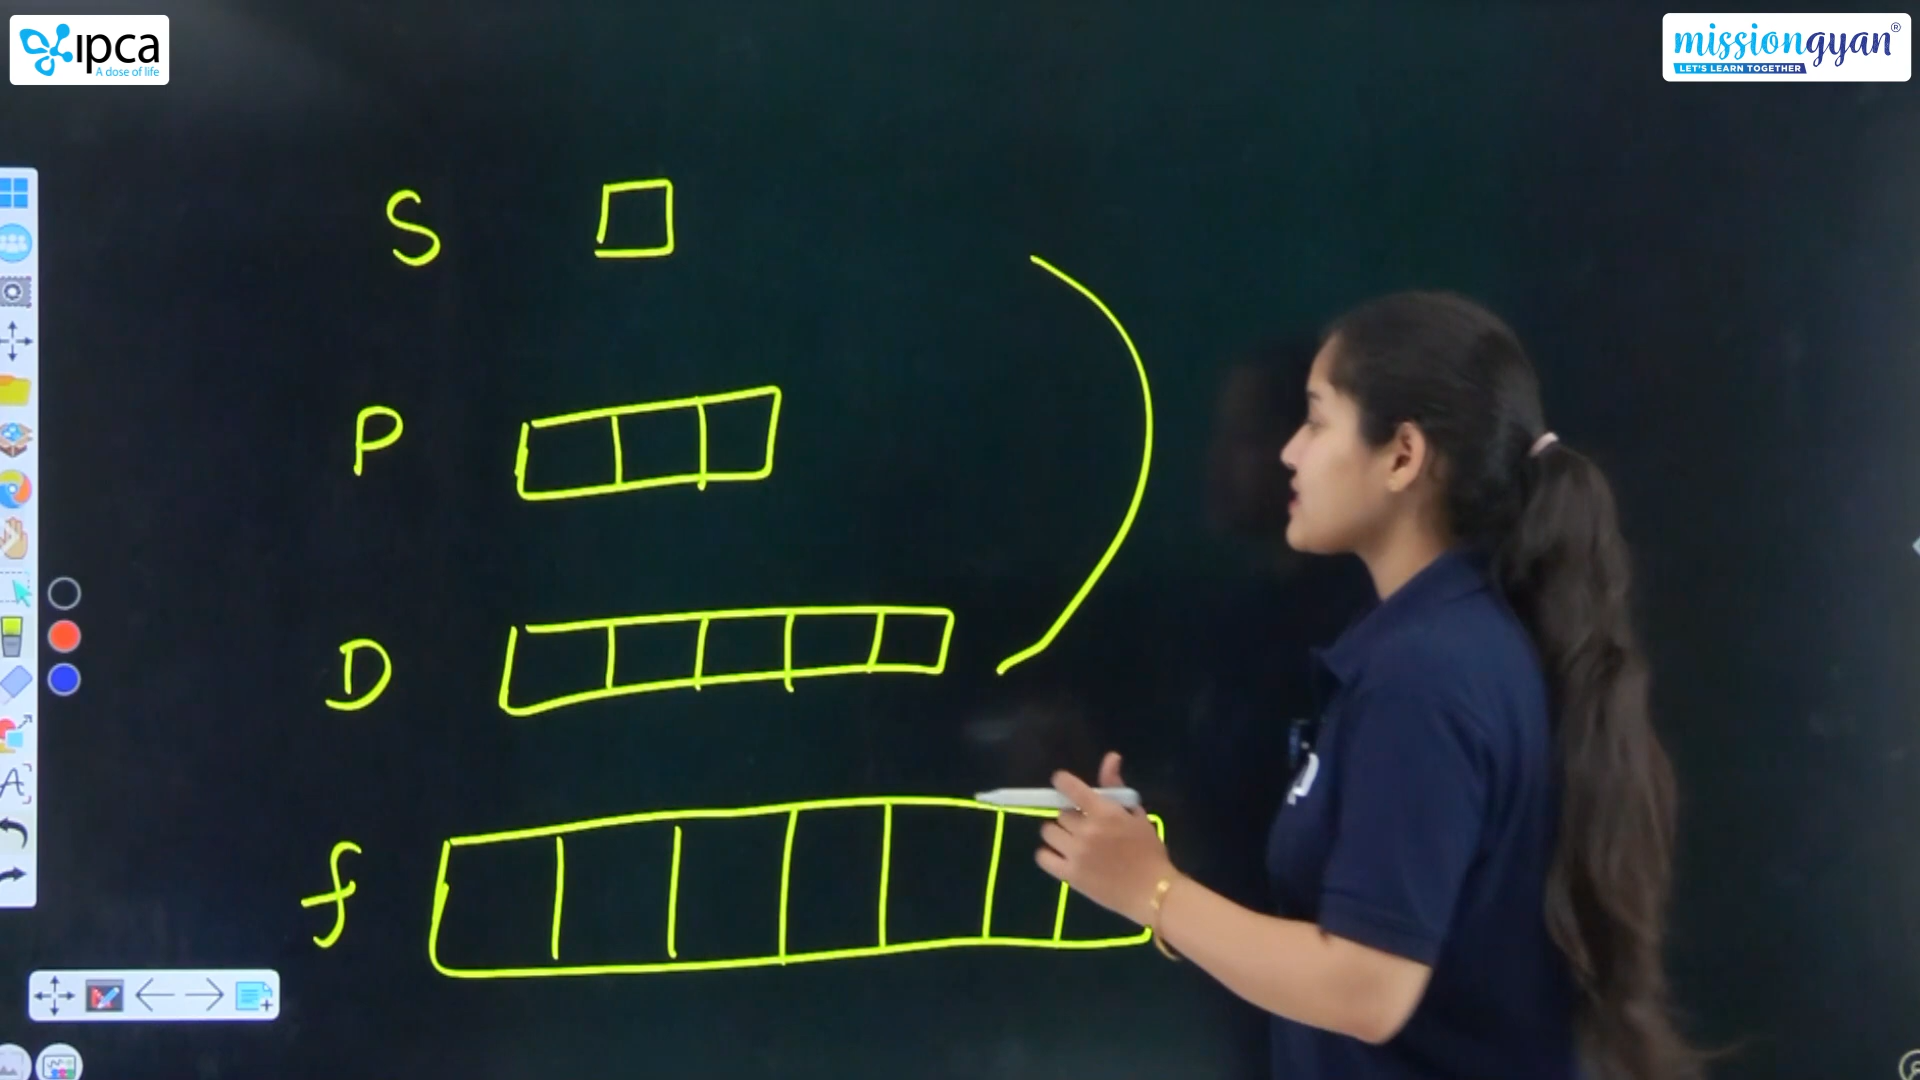 ipca
A dose of life
missiongyan®
LET'S LEARN TOGETHER
S
P
D
f